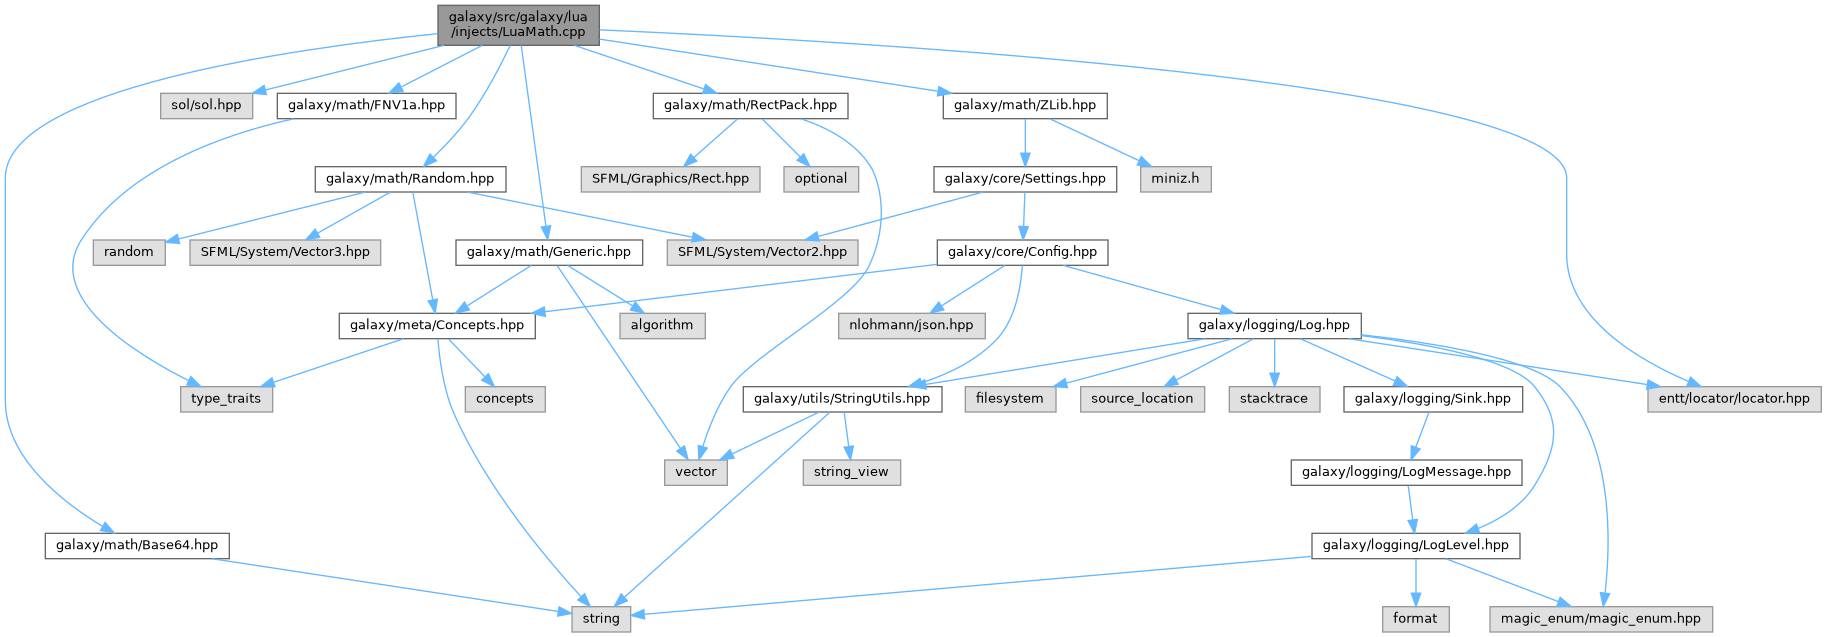 galaxy/src/galaxy/lua
/injects/LuaMath.cpp
sol/sol.hpp
galaxy/math/FNV1a.hpp
galaxy/math/RectPack.hpp
galaxy/math/ZLib.hpp
galaxy/math/Random.hpp
SFML/Graphics/Rect.hpp
optional
galaxy/core/Settings.hpp
miniz.h
random
SFML/System/Vector3.hpp
galaxy/math/Generic.hpp
SFML/System/Vector2.hpp
galaxy/core/Config.hpp
galaxy/meta/Concepts.hpp
algorithm
nlohmann/json.hpp
galaxy/logging/Log.hpp
type_traits
concepts
galaxy/utils/StringUtils.hpp
filesystem
source_location
stacktrace
galaxy/logging/Sink.hpp
entt/locator/locator.hpp
vector
string_view
galaxy/logging/LogMessage.hpp
galaxy/math/Base64.hpp
galaxy/logging/LogLevel.hpp
string
format
magic_enum/magic_enum.hpp